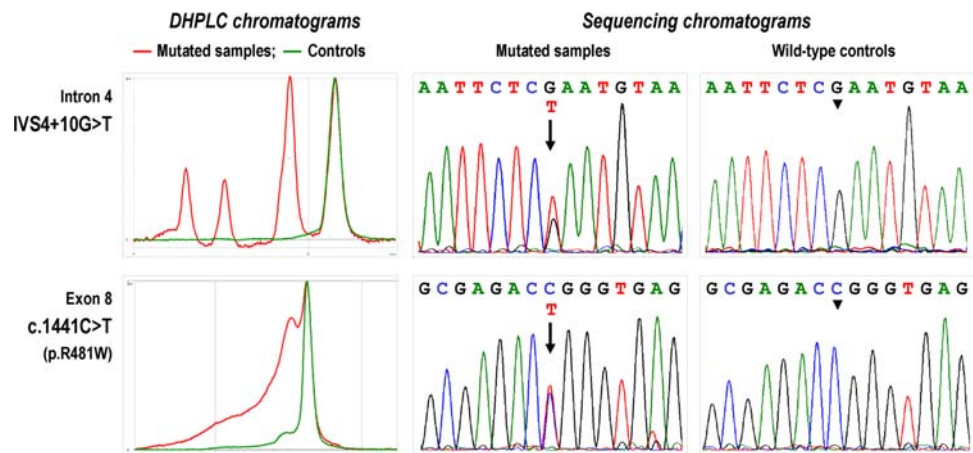 DHPLC chromatograms
Sequencing chromatograms
Mutated samples; Controls
Mutated samples
Wild-type controls
Intron 4
IVS4+10G>T
AATTCTCGAATGTAA
T
AATTCTCGAATGTAA
Exon 8
c.1441C>T
(p.R481W)
GCGAGACCGGGTGAG
T
GCGAGACCGGGTGAG